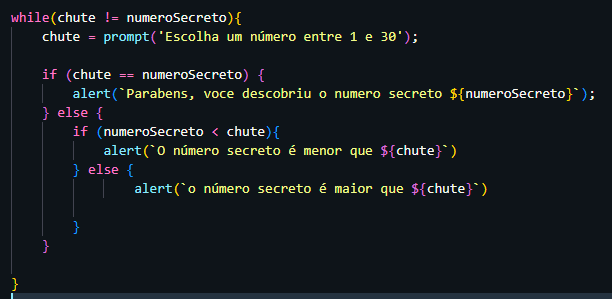 while(chute != numeroSecreto){
chute = prompt('Escolha um número entre 1 e 30');
if (chute == numeroSecreto) {
alert(`Parabens, voce descobriu o numero secreto ${numeroSecreto}`);
} else {
if (numeroSecreto < chute){
alert(`O número secreto é menor que ${chute}`)
} else {
alert(`o número secreto é maior que ${chute}`)
}
}
}